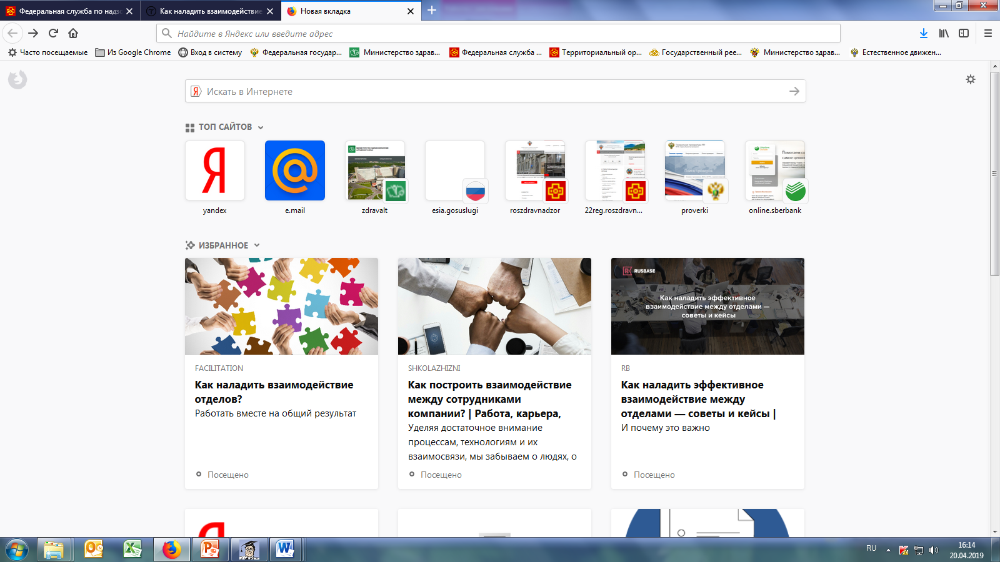 Федеральная служба по надзо
Как наладить взаимодействие
Новая вкладка
Найдите в Яндекс или введите адрес
Часто посещаемые
Из Google Chrome
Вход в систему
Федеральная государ...
Министерство здрав...
Федеральная служба ...
Территориальный ор...
Государственный рее...
Министерство здрав...
Естественное движен...
Искать в Интернете
ТОП САЙТОВ
yandex
e.mail
zdravalt
esia.gosuslugi
roszdravnadzor
22reg.roszdravn...
proverki
online.sberbank
ИЗБРАННОЕ
FACILITATION
Как наладить взаимодействие
отделов?
Работать вместе на общий результат
Посещено
SHKOLAZHIZNI
Как построить взаимодействие
между сотрудниками
компании? | Работа, карьера,
Уделяя достаточное внимание
процессам, технологиям и их
взаимосвязи, мы забываем о людях, о
Посещено
RUSBASE
Как наладить эффективное
взаимодействие между отделами —
советы и кейсы
RB
Как наладить эффективное
взаимодействие между
отделами — советы и кейсы |
И почему это важно
Посещено
RU
16:14
20.04.2019